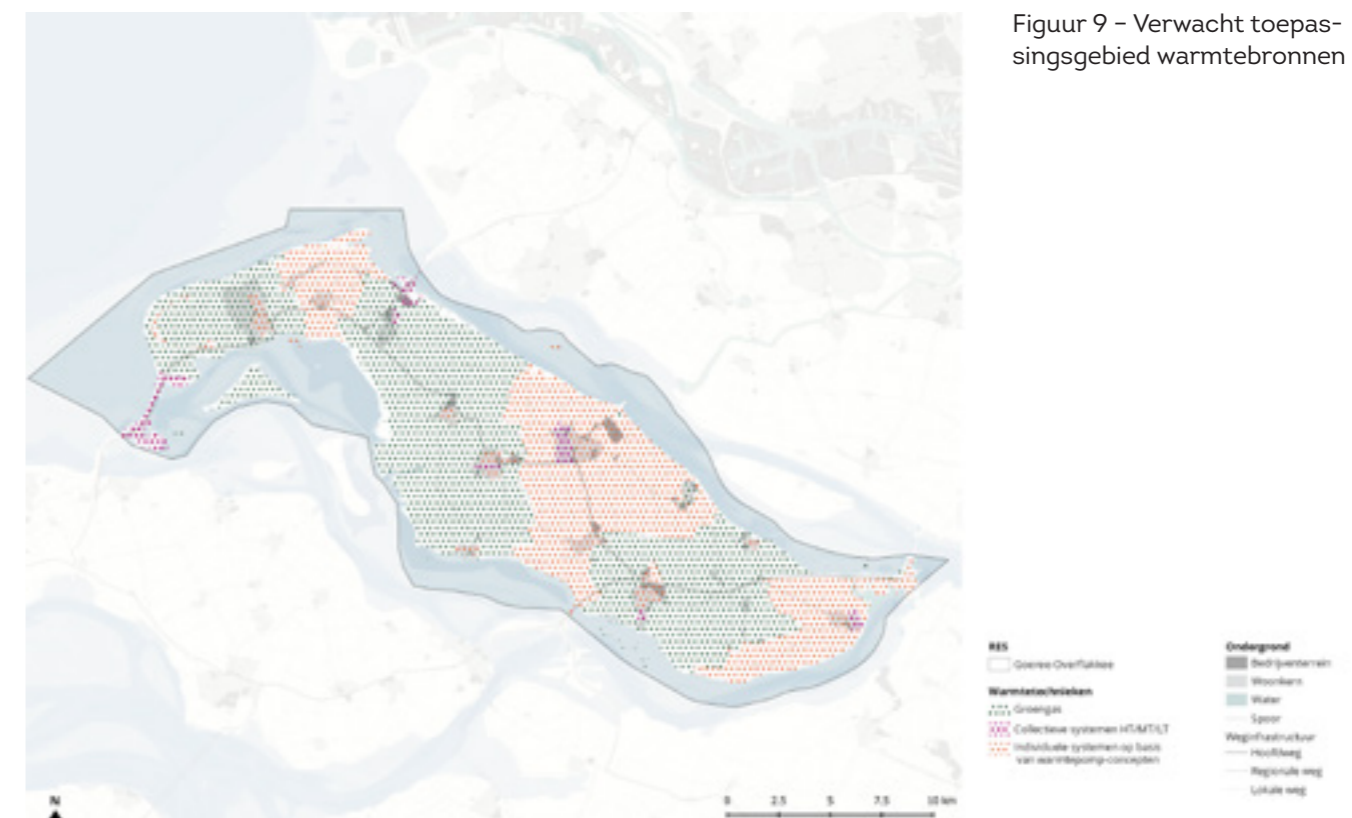 Figuur 9 – Verwacht toepas-
singsgebied warmtebronnen
RES
Goeree-Overflakkee
Warmtetechnieken
Groengas
Collectieve systemen HT/MT/LT
Individuele systemen op basis
van warmtepomp-concepten
Ondergrond
Bedrijventerrein
Woonkern
Water
Spoor
Weginfrastructuur
Hoofdweg
Regionale weg
Lokale weg
N
0 2.5 5 7.5 10 km